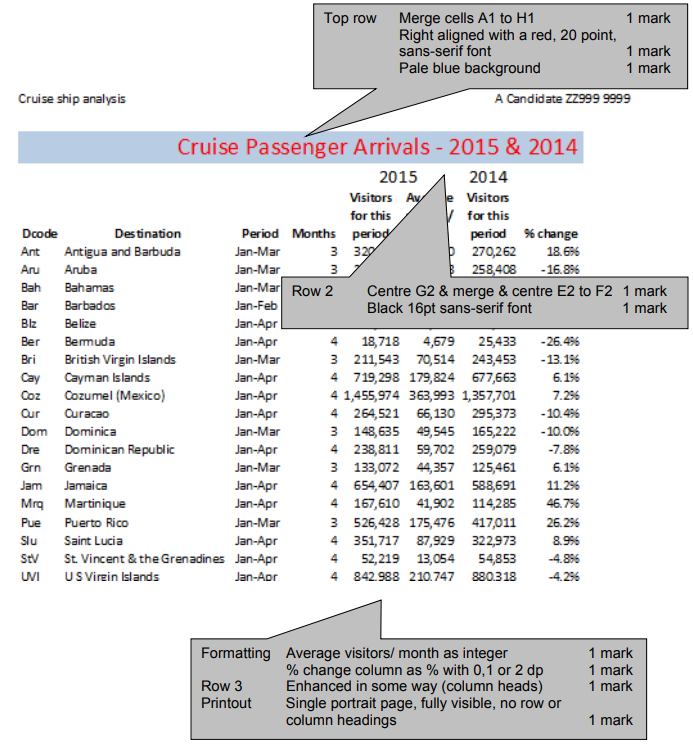 Top row Merge cells A1 to H1 1 mark
Right aligned with a red, 20 point,
sans-serif font 1 mark
Pale blue background 1 mark
Cruise ship analysis A Candidate ZZ999 9999
Cruise Passenger Arrivals - 2015 & 2014
2015 2014
Visitors Visitors
for this for this
Dcode Destination Period Months period period % change
Ant Antigua and Barbuda Jan-Mar 3 270,262 18.6%
Aru Aruba Jan-Mar 3 258,408 -16.8%
Bah Bahamas Jan-Mar
Bar Barbados Jan-Feb
Blz Belize Jan-Apr
Row 2 Centre G2 & merge & centre E2 to F2 1 mark
Black 16pt sans-serif font 1 mark
Ber Bermuda Jan-Apr 4 18,718 4,679 25,433 -26.4%
Bri British Virgin Islands Jan-Mar 3 211,543 70,514 243,453 -13.1%
Cay Cayman Islands Jan-Apr 4 719,298 179,824 677,663 6.1%
Coz Cozumel (Mexico) Jan-Apr 4 1,455,974 363,993 1,357,701 7.2%
Cur Curacao Jan-Apr 4 264,521 66,130 295,373 -10.4%
Dom Dominica Jan-Mar 3 148,635 49,545 165,222 -10.0%
Dre Dominican Republic Jan-Apr 4 238,811 59,702 259,079 -7.8%
Grn Grenada Jan-Mar 3 133,072 44,357 125,461 6.1%
Jam Jamaica Jan-Apr 4 654,407 163,601 588,691 11.2%
Mrq Martinique Jan-Apr 4 167,610 41,902 114,285 46.7%
Pue Puerto Rico Jan-Mar 3 526,428 175,476 417,011 26.2%
Slu Saint Lucia Jan-Apr 4 351,717 87,929 322,973 8.9%
StV St. Vincent & the Grenadines Jan-Apr 4 52,219 13,054 54,853 -4.8%
UVI U S Virgin Islands Jan-Apr 4 842,988 210,747 880,318 -4.2%
Formatting Average visitors/ month as integer 1 mark
% change column as % with 0,1 or 2 dp 1 mark
Row 3 Enhanced in some way (column heads) 1 mark
Printout Single portrait page, fully visible, no row or
column headings 1 mark